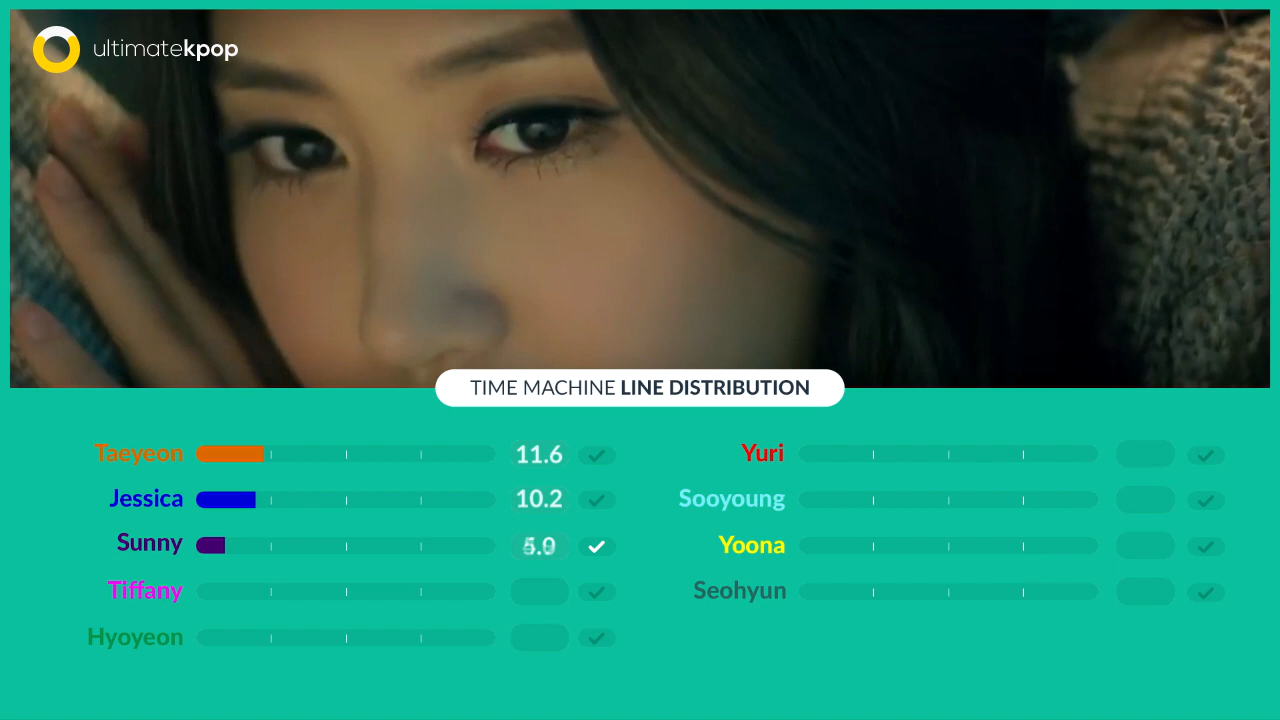 ultimatekpop
TIME MACHINE LINE DISTRIBUTION
Taeyeon 11.6
Jessica 10.2
Sunny
Tiffany
Hyoyeon
Yuri
Sooyoung
Yoona
Seohyun